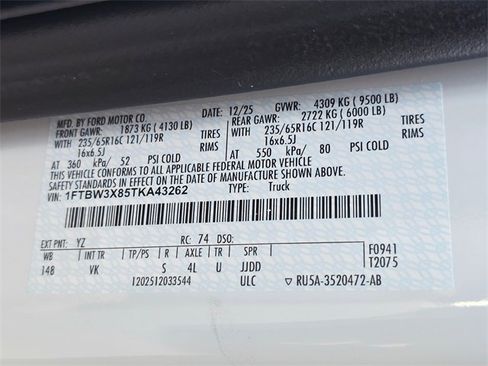 MFD. BY FORD MOTOR CO. 12/25 GVWR: 4309 KG ( 9500 LB)
FRONT GAWR: 1873 KG ( 4130 LB) REAR GAWR: 2722 KG ( 6000 LB)
WITH 235/65R16C 121/119R TIRES WITH 235/65R16C 121/119R TIRES
16x6.5J RIMS 16x6.5J RIMS
AT 360 kPa/ 52 PSI COLD AT 550 kPa/ 80 PSI COLD
THIS VEHICLE CONFORMS TO ALL APPLICABLE FEDERAL MOTOR VEHICLE
SAFETY STANDARDS IN EFFECT ON THE DATE OF MANUFACTURE SHOWN ABOVE.
VIN: 1FTBW3X85TKA43262 TYPE: Truck
EXT PNT: YZ RC: 74 DSO:
WB INT TR TP/PS R AXLE TR SPR F0941
148 VK S 4L U JJDD T2075
1202512033544 ULC ▽ RU5A-3520472-AB